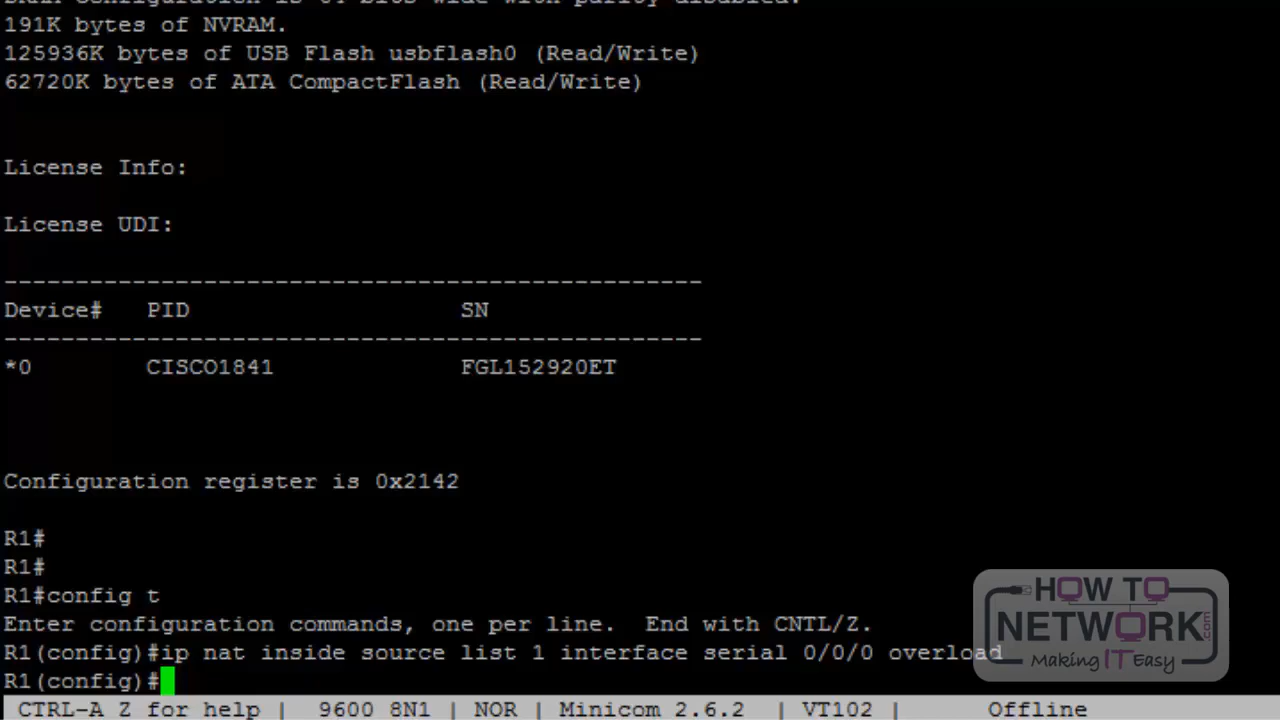 191K bytes of NVRAM.
125936K bytes of USB Flash usbflash0 (Read/Write)
62720K bytes of ATA CompactFlash (Read/Write)
License Info:
License UDI:
-------------------------------------------------
Device#   PID                   SN
-------------------------------------------------
*0        CISCO1841             FGL152920ET
Configuration register is 0x2142
R1#
R1#
R1#config t
Enter configuration commands, one per line.  End with CNTL/Z.
R1(config)#ip nat inside source list 1 interface serial 0/0/0 overload
R1(config)#
HOW TO
NETWORK.com
Making IT Easy
CTRL-A Z for help |  9600 8N1 | NOR | Minicom 2.6.2  | VT102 |      Offline